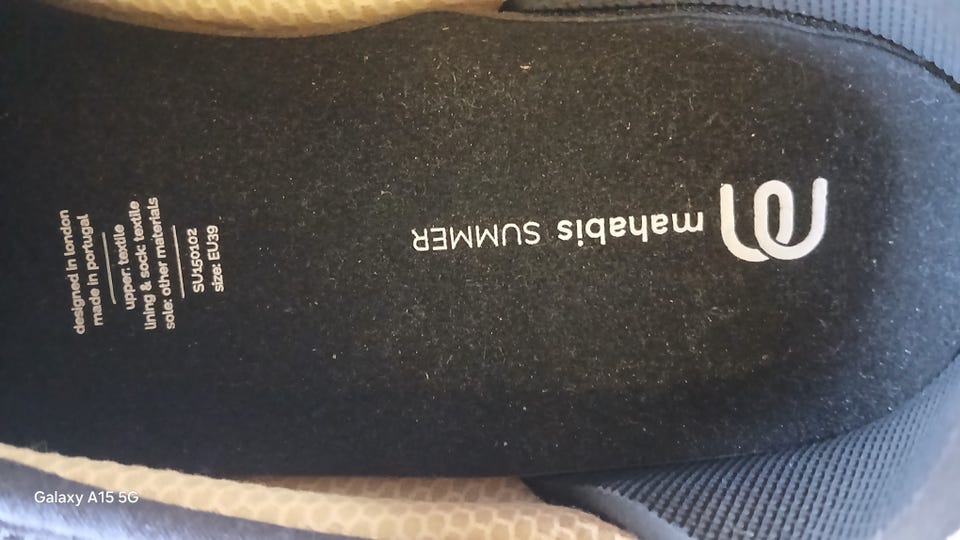 mahabis SUMMER
designed in london
made in portugal
upper: textile
lining & sock: textile
sole: other materials
SU150102
size: EU39
Galaxy A15 5G